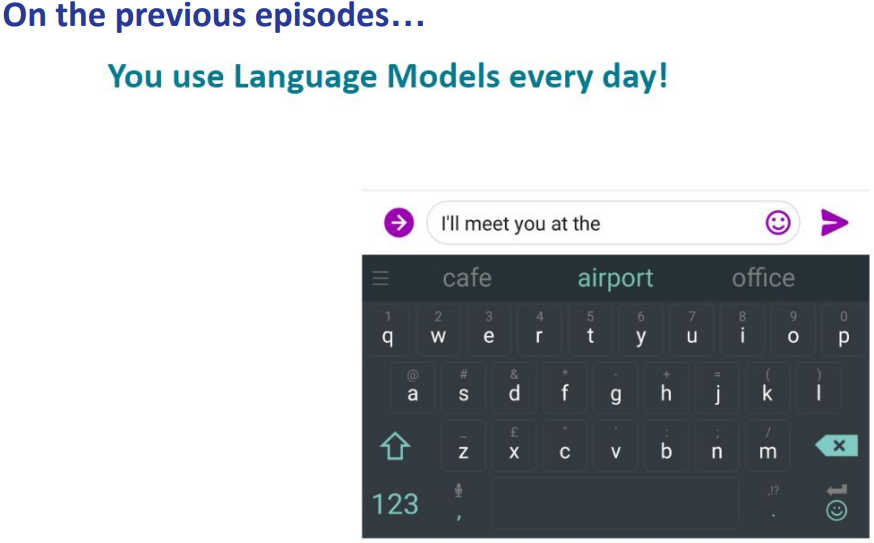 On the previous episodes…
You use Language Models every day!
I'll meet you at the
cafe airport office
1 2 3 4 5 6 7 8 9 0
q w e r t y u i o p
@ # & * - + = ( )
a s d f g h j k l
_ £ " ' : ; /
z x c v b n m
,!?
123 , .